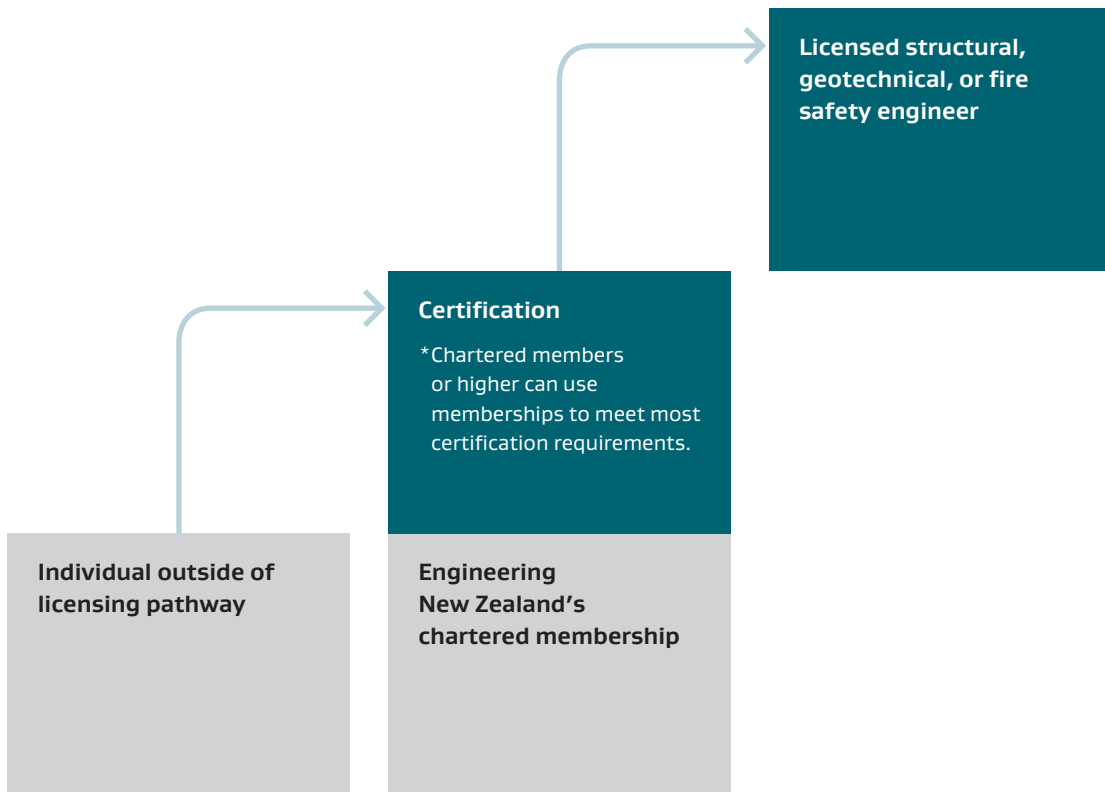 Licensed structural,
geotechnical, or fire
safety engineer
Certification
*Chartered members
or higher can use
memberships to meet most
certification requirements.
Individual outside of
licensing pathway
Engineering
New Zealand’s
chartered membership